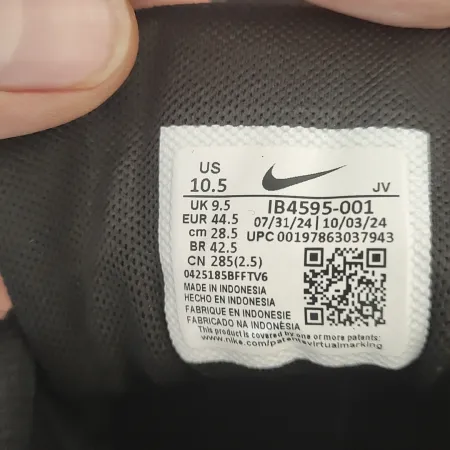 US
10.5
JV
UK 9.5
EUR 44.5
cm 28.5
BR 42.5
CN 285(2.5)
IB4595-001
07/31/24 | 10/03/24
UPC 00197863037943
0425185BFFTV6
MADE IN INDONESIA
HECHO EN INDONESIA
FABRIQUE EN INDONESIE
FABRICADO NA INDONESIA
This product is covered by one or more patents:
www.nike.com/patentsvirtualmarking